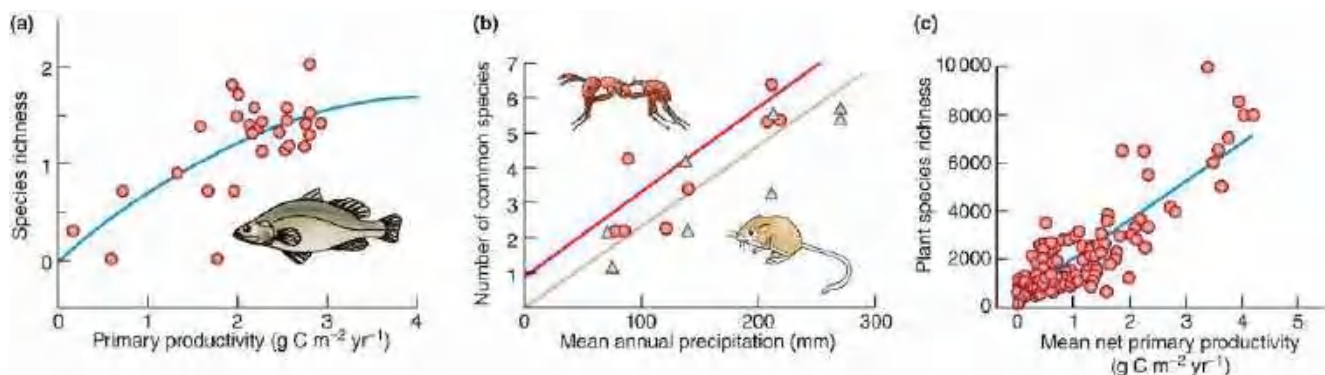 (a)
Species richness
2
1
0
0 1 2 3 4
Primary productivity (g C m⁻² yr⁻¹)
(b)
Number of common species
7
6
5
4
3
2
1
0 100 200 300
Mean annual precipitation (mm)
(c)
Plant species richness
10 000
8000
6000
4000
2000
0
0 1 2 3 4 5
Mean net primary productivity
(g C m⁻² yr⁻¹)